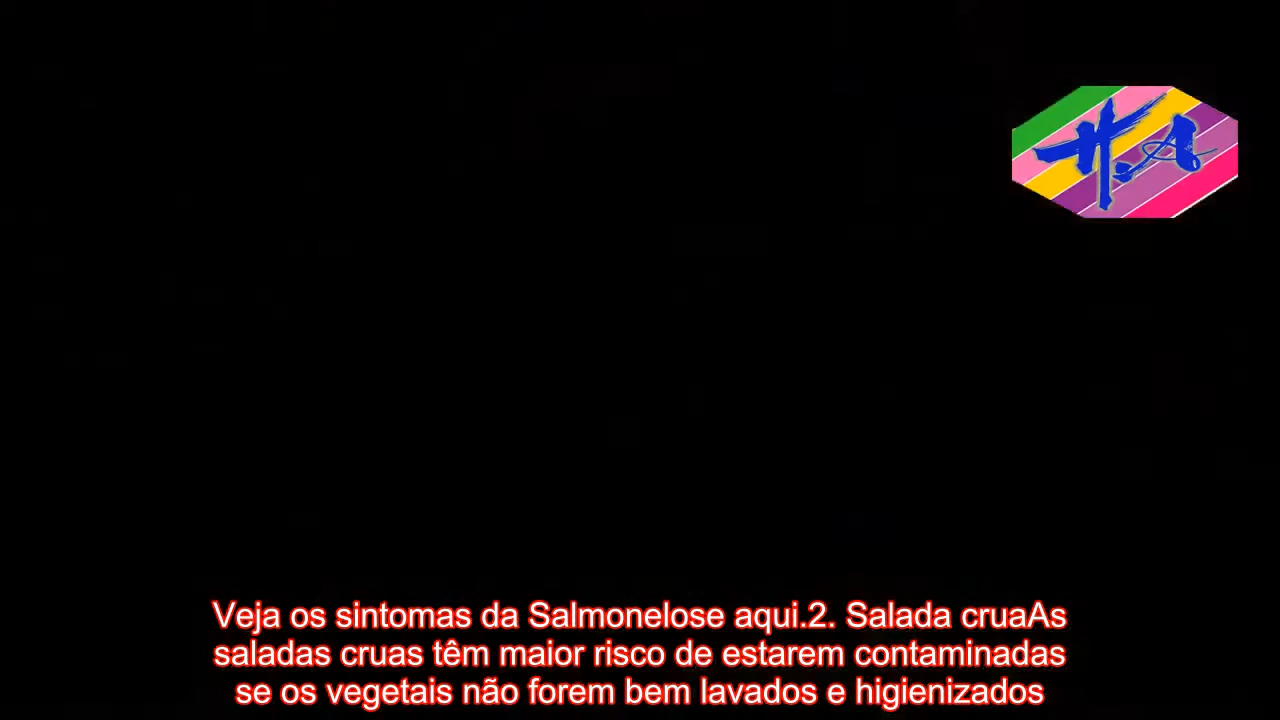 H.A
Veja os sintomas da Salmonelose aqui.2. Salada cruaAs
saladas cruas têm maior risco de estarem contaminadas
se os vegetais não forem bem lavados e higienizados